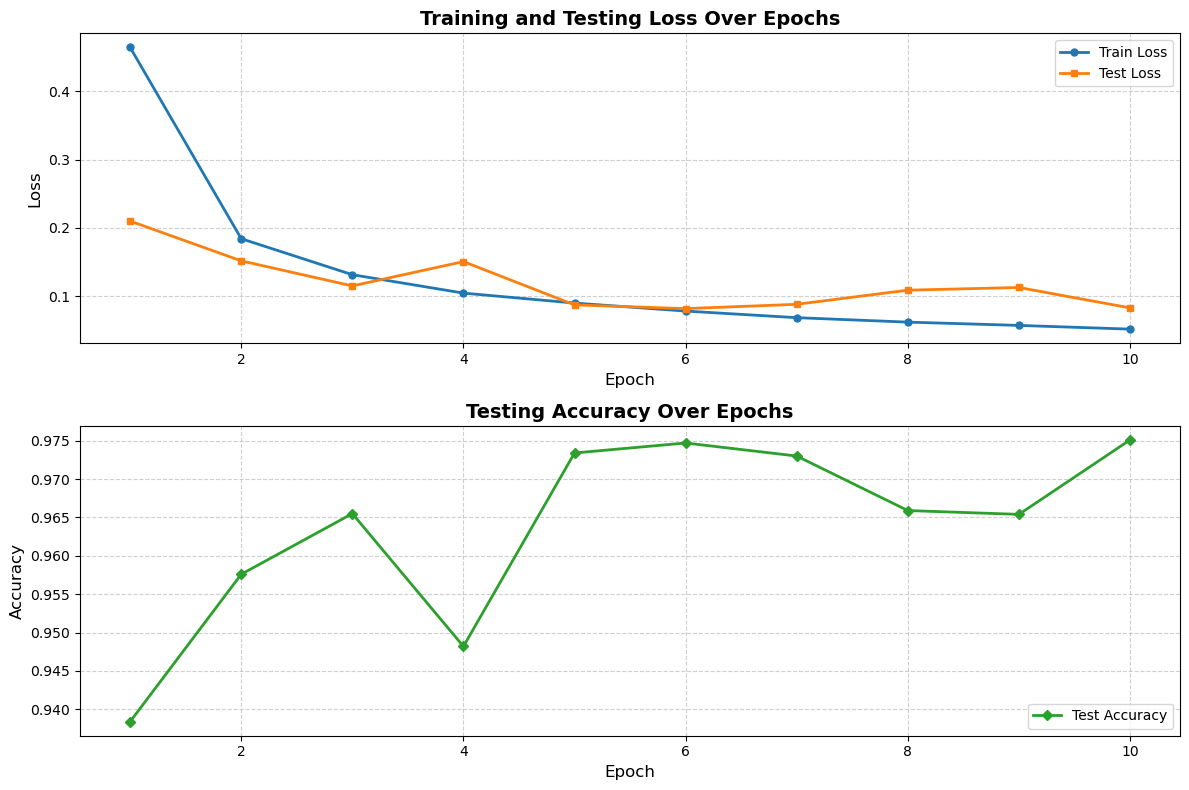 Training and Testing Loss Over Epochs
Train Loss
Test Loss
0.4
0.3
0.2
0.1
Loss
2 4 6 8 10
Epoch
Testing Accuracy Over Epochs
0.975
0.970
0.965
0.960
0.955
0.950
0.945
0.940
Accuracy
Test Accuracy
2 4 6 8 10
Epoch